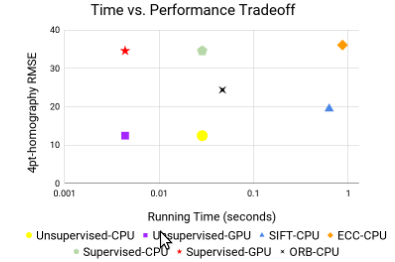 Time vs. Performance Tradeoff
4pt-homography RMSE
40
30
20
10
0
0.001
0.01
0.1
1
Running Time (seconds)
Unsupervised-CPU Unsupervised-GPU SIFT-CPU ECC-CPU
Supervised-CPU Supervised-GPU ORB-CPU